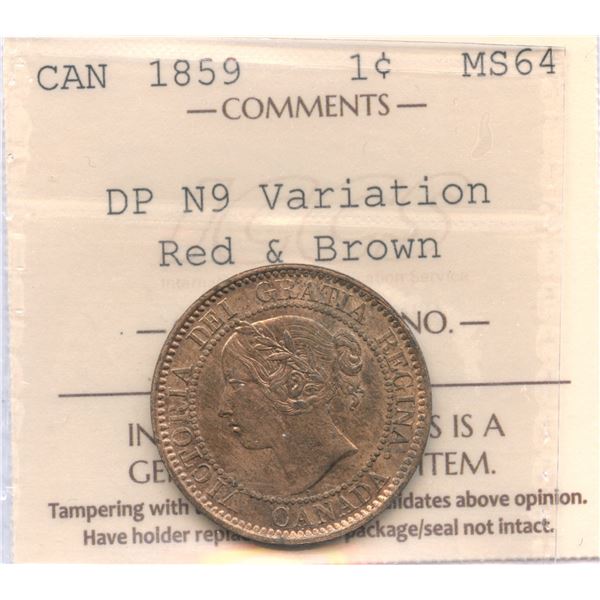 CAN 1859 1¢ MS64
— COMMENTS —
DP N9 Variation
Red & Brown
NO. —
IN S IS A
GE ITEM.
Tampering with idates above opinion.
Have holder repla package/seal not intact.
VICTORIA DEI GRATIA REGINA.
CANADA